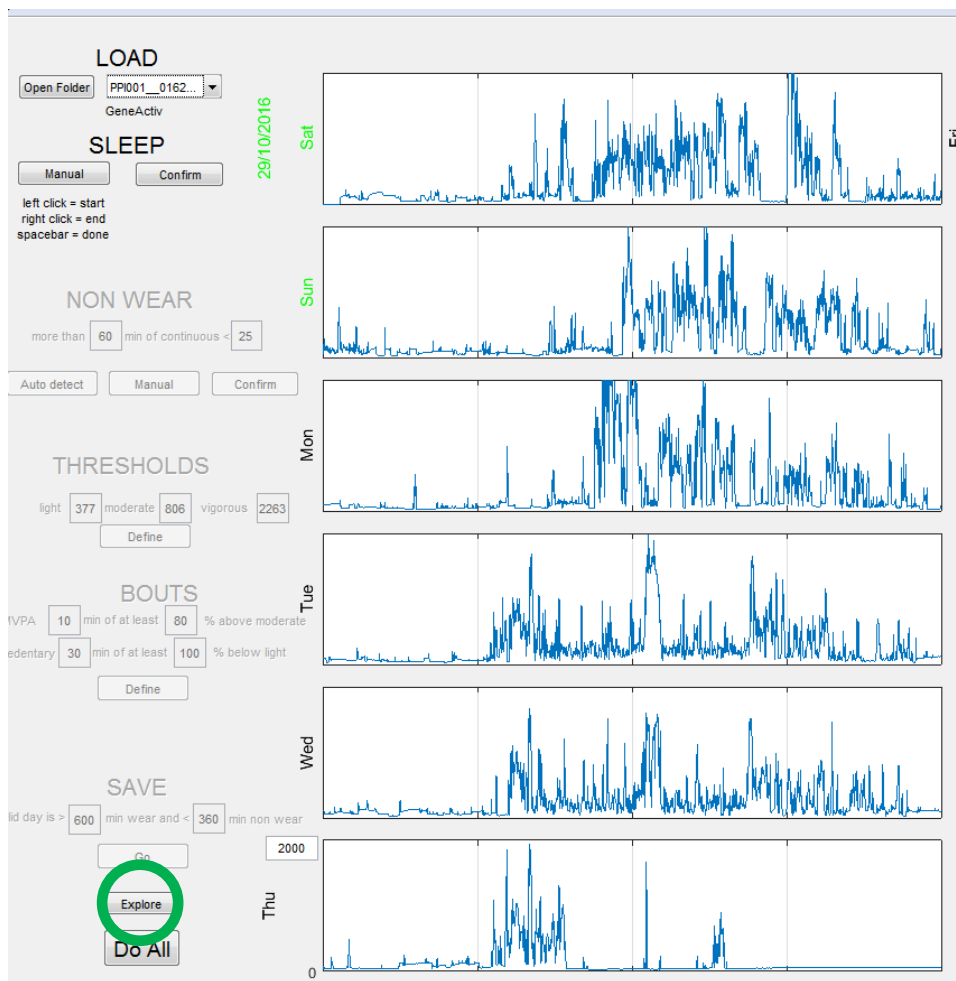 LOAD
Open Folder PPI001__0162...
GeneActiv
SLEEP
Manual Confirm
left click = start
right click = end
spacebar = done
NON WEAR
more than 60 min of continuous < 25
Auto detect Manual Confirm
THRESHOLDS
light 377 moderate 806 vigorous 2263
Define
BOUTS
MVPA 10 min of at least 80 % above moderate
edentary 30 min of at least 100 % below light
Define
SAVE
lid day is > 600 min wear and < 360 min non wear
Go
Explore
Do All
29/10/2016
Sat
Sun
Mon
Tue
Wed
2000
Thu
0
Fri